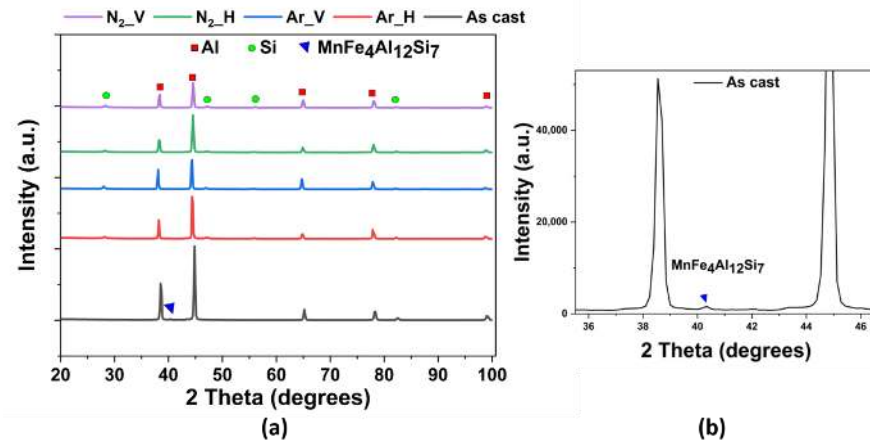 N₂_V N₂_H Ar_V Ar_H As cast
Al Si MnFe₄Al₁₂Si₇
Intensity (a.u.)
20 30 40 50 60 70 80 90 100
2 Theta (degrees)
(a)
As cast
40,000
20,000
0
MnFe₄Al₁₂Si₇
Intensity (a.u.)
36 38 40 42 44 46
2 Theta (degrees)
(b)